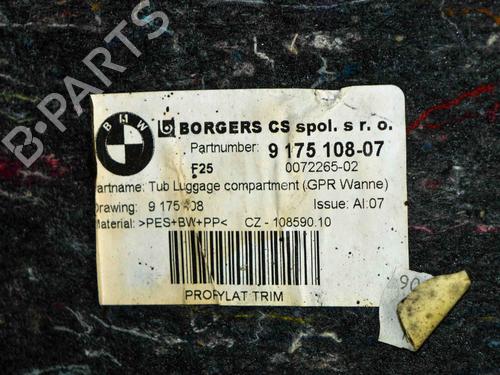 BMW
BORGERS CS spol. s r. o.
Partnumber: 9 175 108-07
F25 0072265-02
artname: Tub Luggage compartment (GPR Wanne)
Drawing: 9 175 08 Issue: AI:07
Material: >PES+BW+PP< CZ - 108590.10
PROPYLAT TRIM
90
B-PARTS